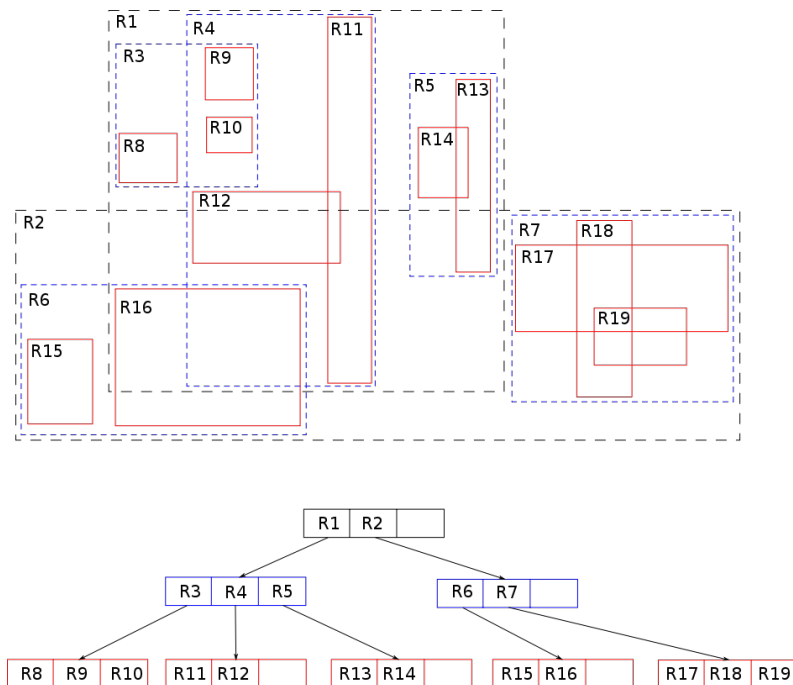 R1
R4
R11
R3
R9
R5
R13
R10
R14
R8
R12
R2
R7
R18
R17
R6
R16
R19
R15
R1 R2
R3 R4 R5
R6 R7
R8 R9 R10
R11 R12
R13 R14
R15 R16
R17 R18 R19